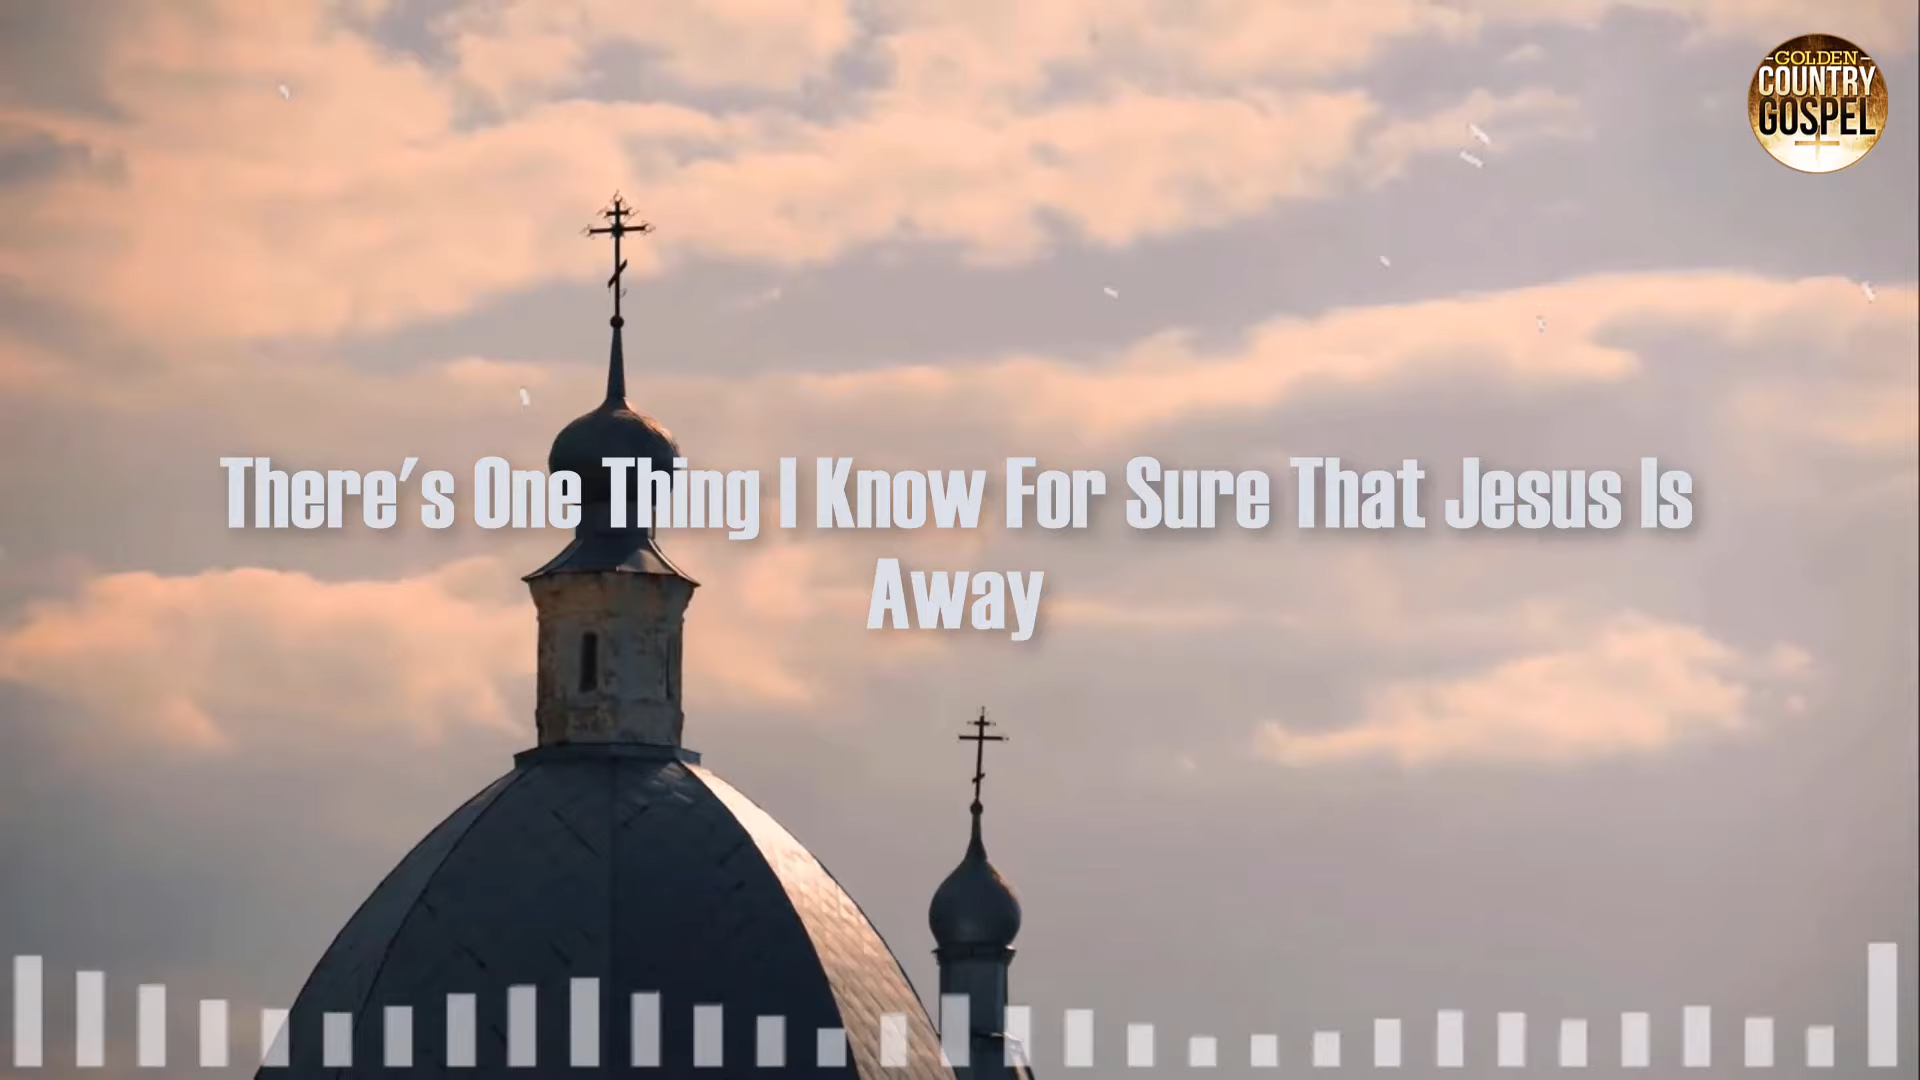 GOLDEN
COUNTRY
GOSPEL
There's One Thing I Know For Sure That Jesus Is
Away